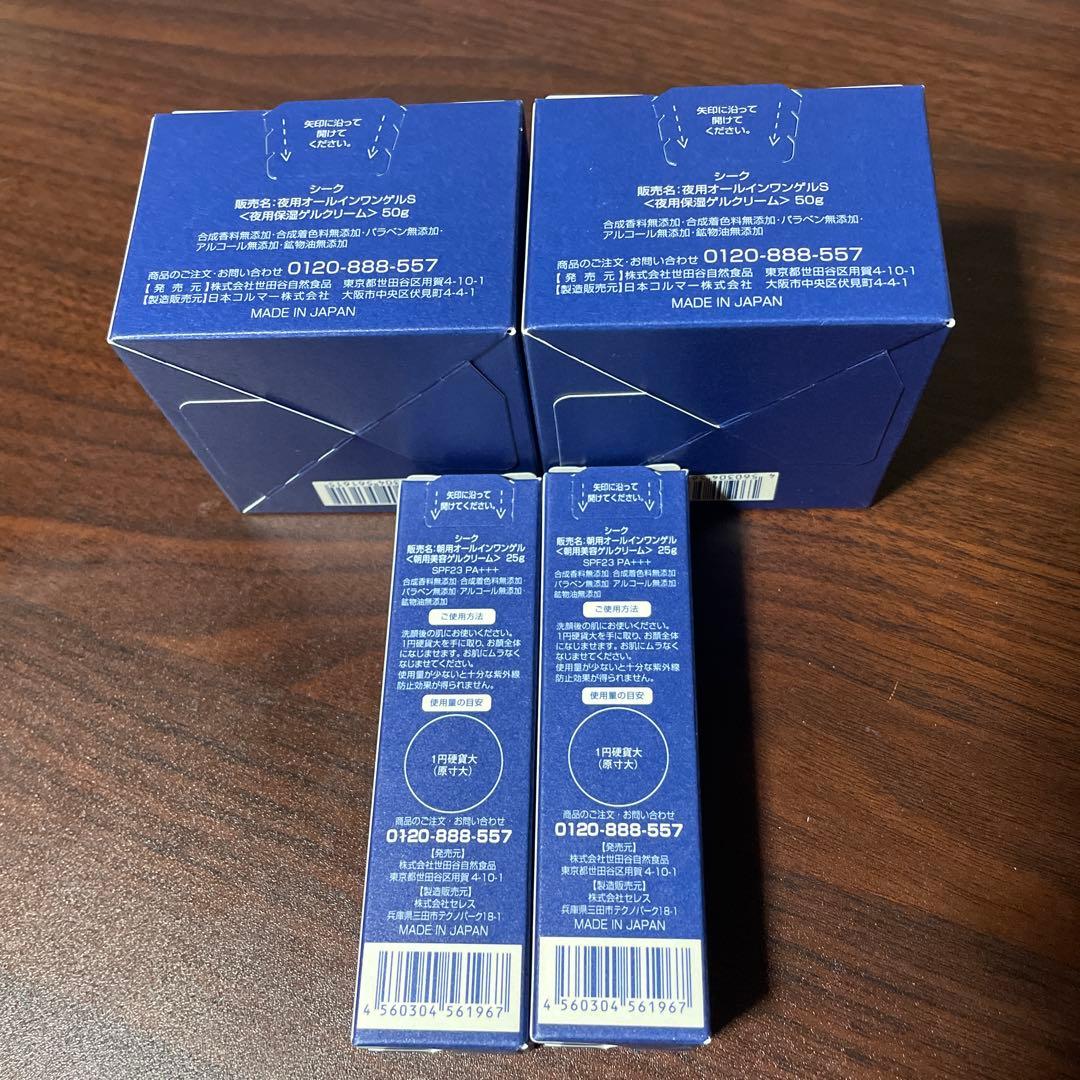 矢印に沿って
開けて
ください。
シーク
販売名:夜用オールインワンゲルS
<夜用保湿ゲルクリーム> 50g
合成香料無添加・合成着色料無添加・パラベン無添加・
アルコール無添加・鉱物油無添加
商品のご注文・お問い合わせ 0120-888-557
【発売元】株式会社世田谷自然食品 東京都世田谷区用賀4-10-1
【製造販売元】日本コルマー株式会社 大阪市中央区伏見町4-4-1
MADE IN JAPAN
矢印に沿って
開けて
ください。
シーク
販売名:夜用オールインワンゲルS
<夜用保湿ゲルクリーム> 50g
合成香料無添加・合成着色料無添加・パラベン無添加・
アルコール無添加・鉱物油無添加
商品のご注文・お問い合わせ 0120-888-557
【発売元】株式会社世田谷自然食品 東京都世田谷区用賀4-10-1
【製造販売元】日本コルマー株式会社 大阪市中央区伏見町4-4-1
MADE IN JAPAN
矢印に沿って
開けてください。
シーク
販売名:朝用オールインワンゲル
<朝用美容ゲルクリーム> 25g
SPF23 PA+++
合成香料無添加・合成着色料無添加・
パラベン無添加・アルコール無添加・
鉱物油無添加
ご使用方法
洗顔後の肌にお使いください。
1円硬貨大を手に取り、お顔全体
になじませます。お肌にムラなく
なじませてください。
使用量が少ないと十分な紫外線
防止効果が得られません。
使用量の目安
1円硬貨大
(原寸大)
商品のご注文・お問い合わせ
0120-888-557
【発売元】
株式会社世田谷自然食品
東京都世田谷区用賀4-10-1
【製造販売元】
株式会社セレス
兵庫県三田市テクノパーク18-1
MADE IN JAPAN
4 560304 561967
矢印に沿って
開けてください。
シーク
販売名:朝用オールインワンゲル
<朝用美容ゲルクリーム> 25g
SPF23 PA+++
合成香料無添加・合成着色料無添加・
パラベン無添加・アルコール無添加・
鉱物油無添加
ご使用方法
洗顔後の肌にお使いください。
1円硬貨大を手に取り、お顔全体
になじませます。お肌にムラなく
なじませてください。
使用量が少ないと十分な紫外線
防止効果が得られません。
使用量の目安
1円硬貨大
(原寸大)
商品のご注文・お問い合わせ
0120-888-557
【発売元】
株式会社世田谷自然食品
東京都世田谷区用賀4-10-1
【製造販売元】
株式会社セレス
兵庫県三田市テクノパーク18-1
MADE IN JAPAN
4 560304 561967